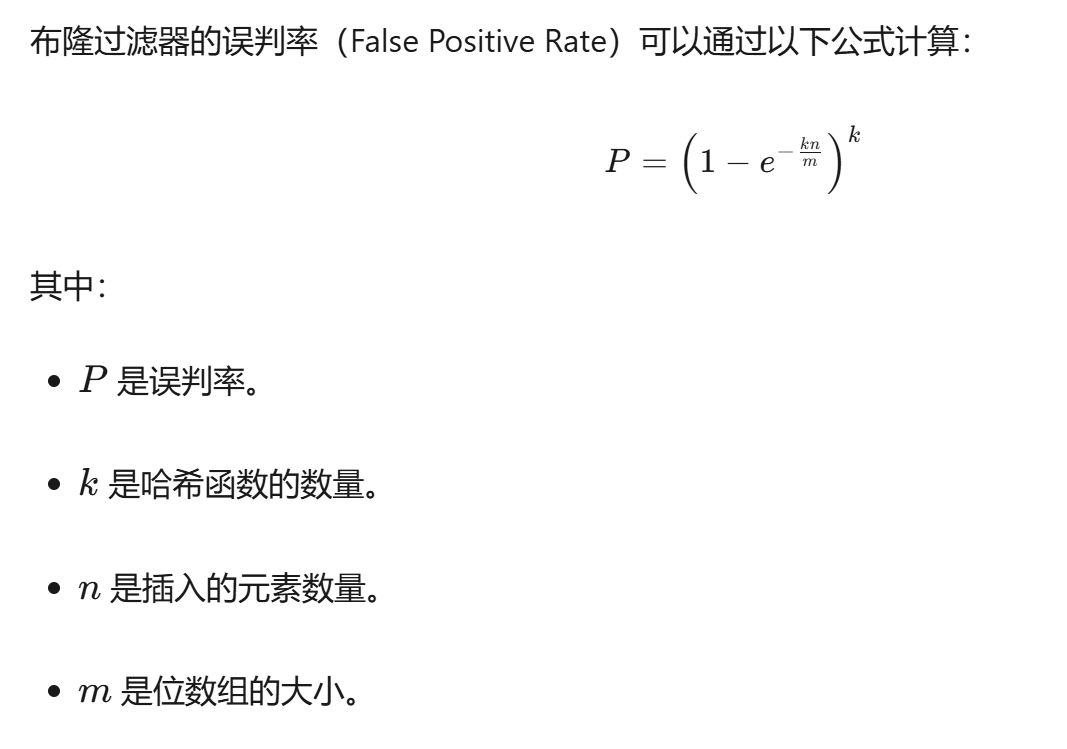 布隆过滤器的误判率（False Positive Rate）可以通过以下公式计算：
P = (1 − e^{−\frac{kn}{m}})^k
其中：
• P 是误判率。
• k 是哈希函数的数量。
• n 是插入的元素数量。
• m 是位数组的大小。